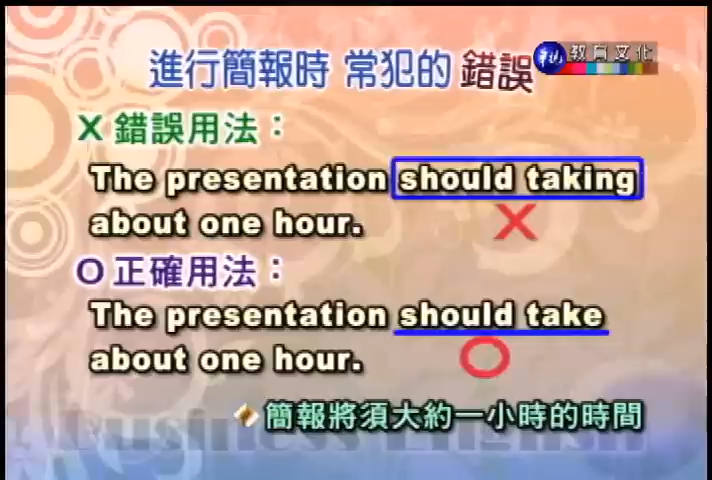 進行簡報時 常犯的 錯誤
教育文化
X 錯誤用法：
The presentation should taking
about one hour.
X
O 正確用法：
The presentation should take
about one hour.
O
簡報將須大約一小時的時間
Business English